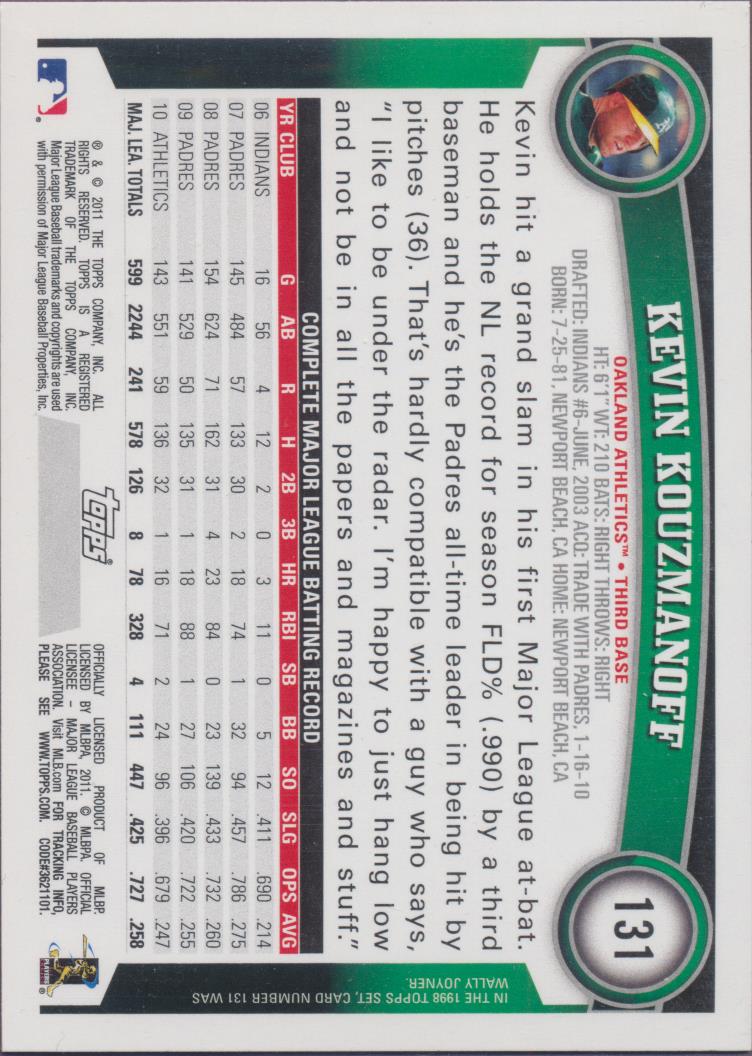 KEVIN KOUZMANOFF
131
OAKLAND ATHLETICS™ • THIRD BASE
HT: 6'1" WT: 210 BATS: RIGHT THROWS: RIGHT
DRAFTED: INDIANS #6-JUNE, 2003 ACQ: TRADE WITH PADRES, 1-16-10
BORN: 7-25-81, NEWPORT BEACH, CA HOME: NEWPORT BEACH, CA
Kevin hit a grand slam in his first Major League at-bat.
He holds the NL record for season FLD% (.990) by a third
baseman and he's the Padres all-time leader in being hit by
pitches (36). That's hardly compatible with a guy who says,
"I like to be under the radar. I'm happy to just hang low
and not be in all the papers and magazines and stuff."
IN THE 1998 TOPPS SET, CARD NUMBER 131 WAS
WALLY JOYNER.
COMPLETE MAJOR LEAGUE BATTING RECORD
YR CLUB G AB R H 2B 3B HR RBI SB BB SO SLG OPS AVG
06 INDIANS 16 56 4 12 2 0 3 11 0 5 12 .411 .690 .214
07 PADRES 145 484 57 133 30 2 18 74 1 32 94 .457 .786 .275
08 PADRES 154 624 71 162 31 4 23 84 0 23 139 .433 .732 .260
09 PADRES 141 529 50 135 31 1 18 88 1 27 106 .420 .722 .255
10 ATHLETICS 143 551 59 136 32 1 16 71 2 24 96 .396 .679 .247
MAJ. LEA. TOTALS 599 2244 241 578 126 8 78 328 4 111 447 .425 .727 .258
® & © 2011 THE TOPPS COMPANY, INC. ALL
RIGHTS RESERVED. TOPPS IS A REGISTERED
TRADEMARK OF THE TOPPS COMPANY, INC.
Major League Baseball trademarks and copyrights are used
with permission of Major League Baseball Properties, Inc.
topps®
OFFICIALLY LICENSED PRODUCT OF MLBP.
LICENSED BY MLBPA, 2011. © MLBPA. OFFICIAL
LICENSEE – MAJOR LEAGUE BASEBALL PLAYERS
ASSOCIATION. Visit MLB.com FOR TRACKING INFO,
PLEASE SEE WWW.TOPPS.COM. CODE#3621101.
PLAYERS